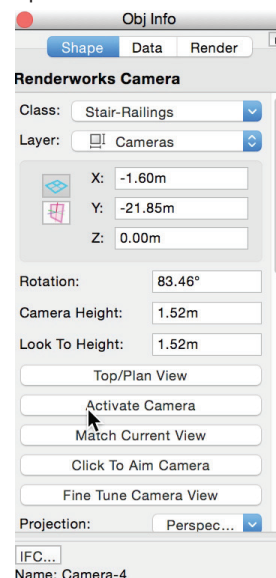 Obj Info
Shape Data Render
Renderworks Camera
Class: Stair-Railings
Layer: Cameras
X: -1.60m
Y: -21.85m
Z: 0.00m
Rotation: 83.46°
Camera Height: 1.52m
Look To Height: 1.52m
Top/Plan View
Activate Camera
Match Current View
Click To Aim Camera
Fine Tune Camera View
Projection: Perspec...
IFC...
Name: Camera-4